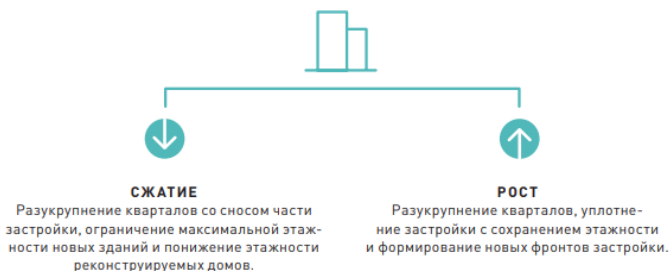 СЖАТИЕ
Разукрупнение кварталов со сносом части
застройки, ограничение максимальной этаж-
ности новых зданий и понижение этажности
реконструируемых домов.
РОСТ
Разукрупнение кварталов, уплотне-
ние застройки с сохранением этажности
и формирование новых фронтов застройки.